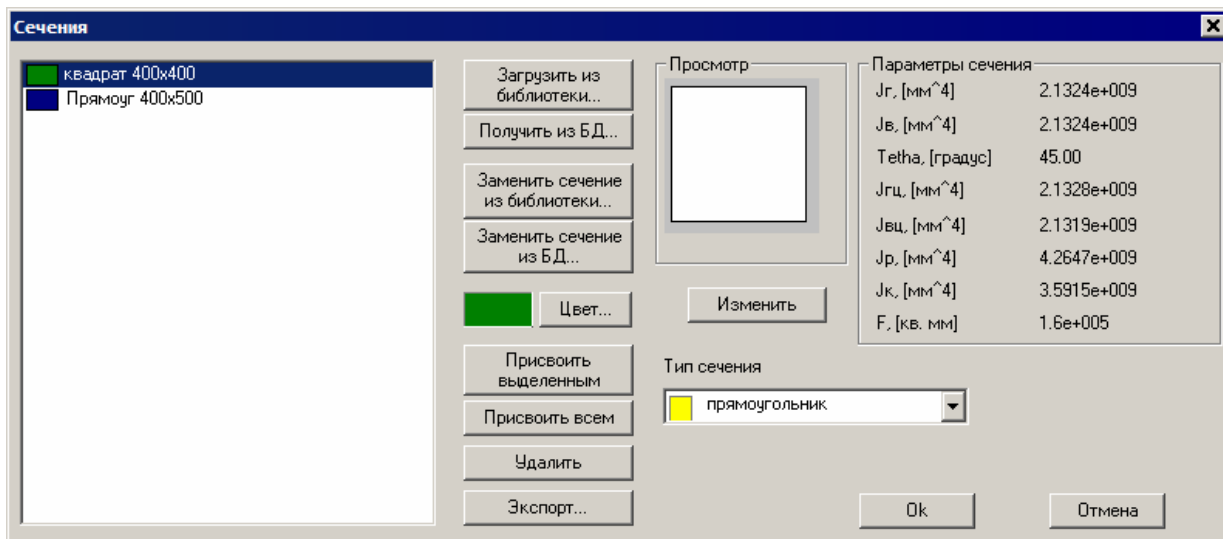 Сечения
квадрат 400x400
Прямоуг 400x500
Загрузить из
библиотеки...
Получить из БД...
Заменить сечение
из библиотеки...
Заменить сечение
из БД...
Цвет...
Присвоить
выделенным
Присвоить всем
Удалить
Экспорт...
Просмотр
Изменить
Параметры сечения
Jг, [мм^4] 2.1324e+009
Jв, [мм^4] 2.1324e+009
Tetha, [градус] 45.00
Jгц, [мм^4] 2.1328e+009
Jвц, [мм^4] 2.1319e+009
Jp, [мм^4] 4.2647e+009
Jк, [мм^4] 3.5915e+009
F, [кв. мм] 1.6e+005
Тип сечения
прямоугольник
Ok
Отмена